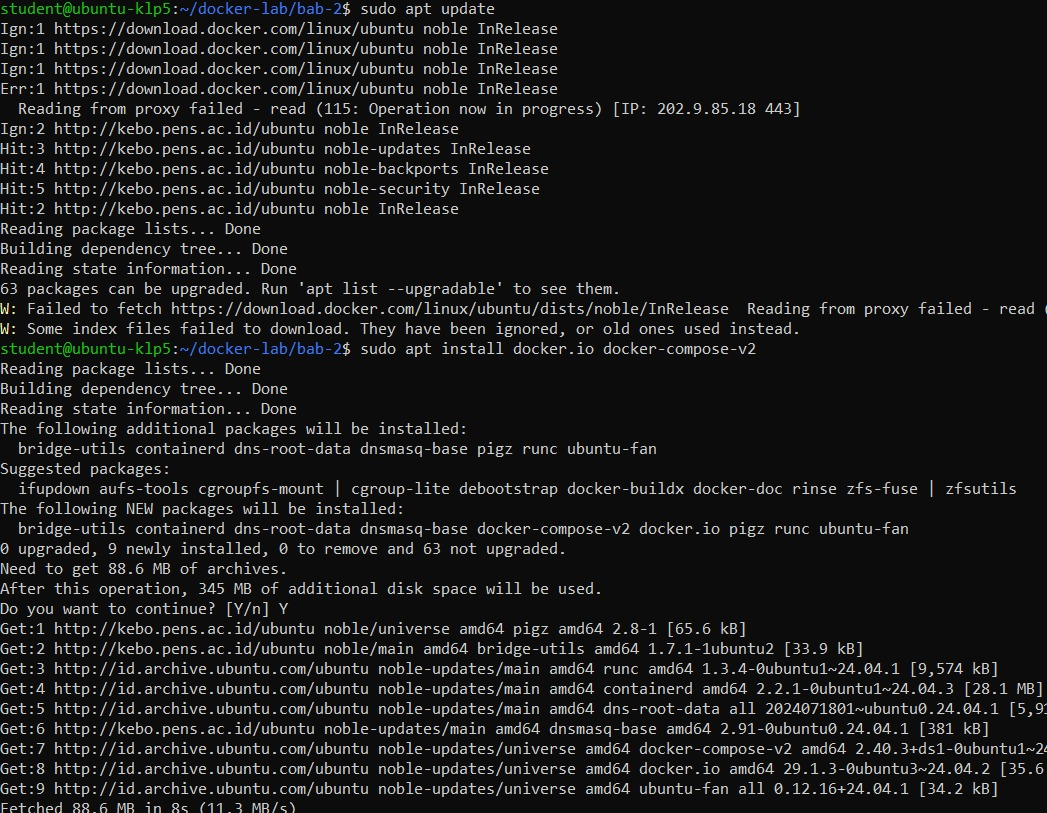 student@ubuntu-klp5:~/docker-lab/bab-2$ sudo apt update
Ign:1 https://download.docker.com/linux/ubuntu noble InRelease
Ign:1 https://download.docker.com/linux/ubuntu noble InRelease
Ign:1 https://download.docker.com/linux/ubuntu noble InRelease
Err:1 https://download.docker.com/linux/ubuntu noble InRelease
  Reading from proxy failed - read (115: Operation now in progress) [IP: 202.9.85.18 443]
Ign:2 http://kebo.pens.ac.id/ubuntu noble InRelease
Hit:3 http://kebo.pens.ac.id/ubuntu noble-updates InRelease
Hit:4 http://kebo.pens.ac.id/ubuntu noble-backports InRelease
Hit:5 http://kebo.pens.ac.id/ubuntu noble-security InRelease
Hit:2 http://kebo.pens.ac.id/ubuntu noble InRelease
Reading package lists... Done
Building dependency tree... Done
Reading state information... Done
63 packages can be upgraded. Run 'apt list --upgradable' to see them.
W: Failed to fetch https://download.docker.com/linux/ubuntu/dists/noble/InRelease  Reading from proxy failed - read (
W: Some index files failed to download. They have been ignored, or old ones used instead.
student@ubuntu-klp5:~/docker-lab/bab-2$ sudo apt install docker.io docker-compose-v2
Reading package lists... Done
Building dependency tree... Done
Reading state information... Done
The following additional packages will be installed:
  bridge-utils containerd dns-root-data dnsmasq-base pigz runc ubuntu-fan
Suggested packages:
  ifupdown aufs-tools cgroupfs-mount | cgroup-lite debootstrap docker-buildx docker-doc rinse zfs-fuse | zfsutils
The following NEW packages will be installed:
  bridge-utils containerd dns-root-data dnsmasq-base docker-compose-v2 docker.io pigz runc ubuntu-fan
0 upgraded, 9 newly installed, 0 to remove and 63 not upgraded.
Need to get 88.6 MB of archives.
After this operation, 345 MB of additional disk space will be used.
Do you want to continue? [Y/n] Y
Get:1 http://kebo.pens.ac.id/ubuntu noble/universe amd64 pigz amd64 2.8-1 [65.6 kB]
Get:2 http://kebo.pens.ac.id/ubuntu noble/main amd64 bridge-utils amd64 1.7.1-1ubuntu2 [33.9 kB]
Get:3 http://id.archive.ubuntu.com/ubuntu noble-updates/main amd64 runc amd64 1.3.4-0ubuntu1~24.04.1 [9,574 kB]
Get:4 http://id.archive.ubuntu.com/ubuntu noble-updates/main amd64 containerd amd64 2.2.1-0ubuntu1~24.04.3 [28.1 MB]
Get:5 http://id.archive.ubuntu.com/ubuntu noble-updates/main amd64 dns-root-data all 2024071801~ubuntu0.24.04.1 [5,91
Get:6 http://kebo.pens.ac.id/ubuntu noble-updates/main amd64 dnsmasq-base amd64 2.91-0ubuntu0.24.04.1 [381 kB]
Get:7 http://id.archive.ubuntu.com/ubuntu noble-updates/universe amd64 docker-compose-v2 amd64 2.40.3+ds1-0ubuntu1~24
Get:8 http://id.archive.ubuntu.com/ubuntu noble-updates/universe amd64 docker.io amd64 29.1.3-0ubuntu3~24.04.2 [35.6
Get:9 http://id.archive.ubuntu.com/ubuntu noble-updates/universe amd64 ubuntu-fan all 0.12.16+24.04.1 [34.2 kB]
Fetched 88.6 MB in 8s (11.3 MB/s)